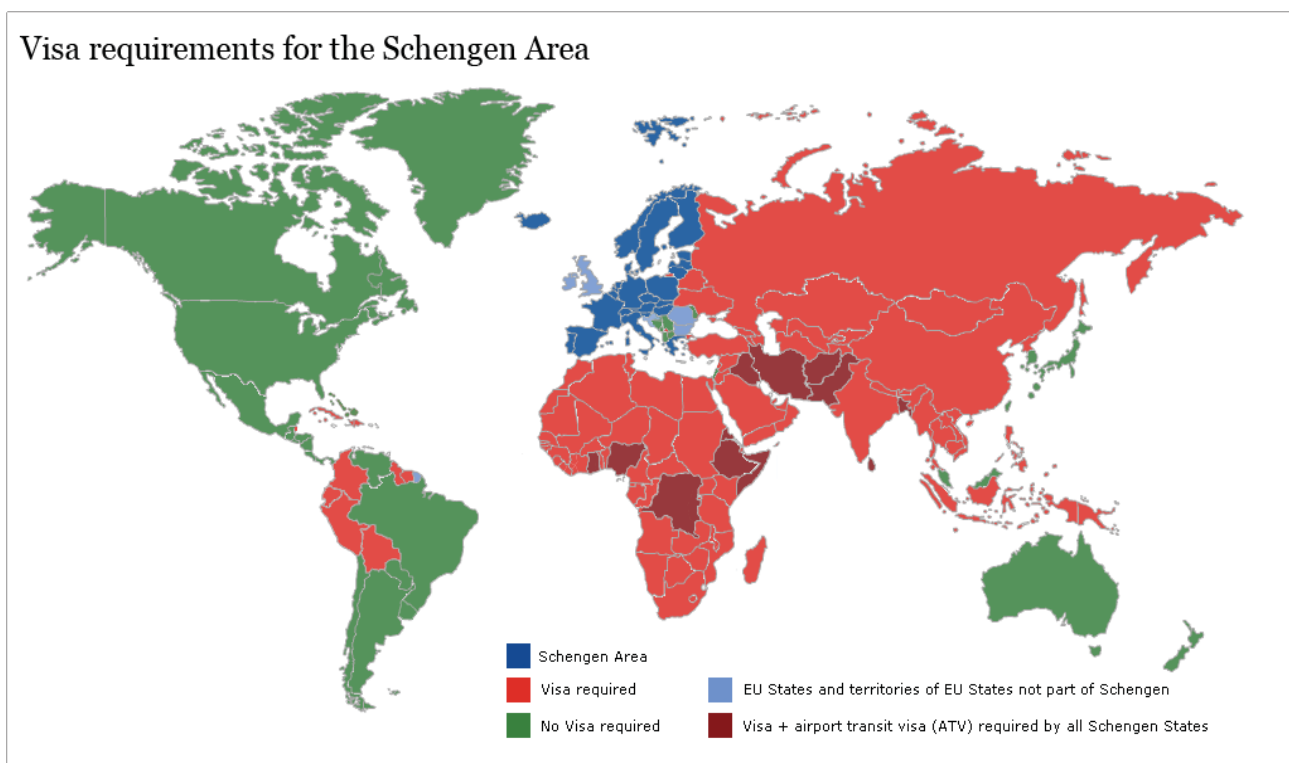 Visa requirements for the Schengen Area
Schengen Area
Visa required
EU States and territories of EU States not part of Schengen
No Visa required
Visa + airport transit visa (ATV) required by all Schengen States